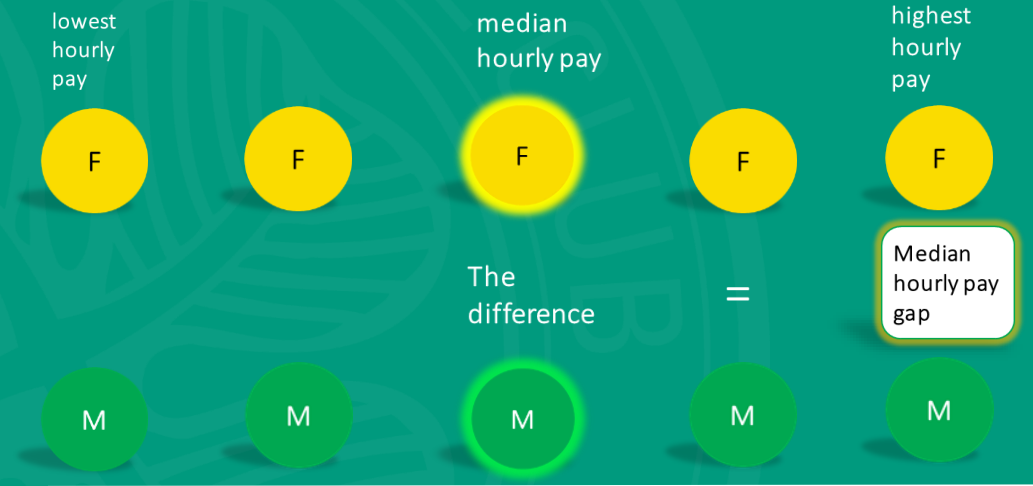 lowest
hourly
pay
median
hourly pay
highest
hourly
pay
F
F
F
F
F
The
difference
=
Median
hourly pay
gap
M
M
M
M
M